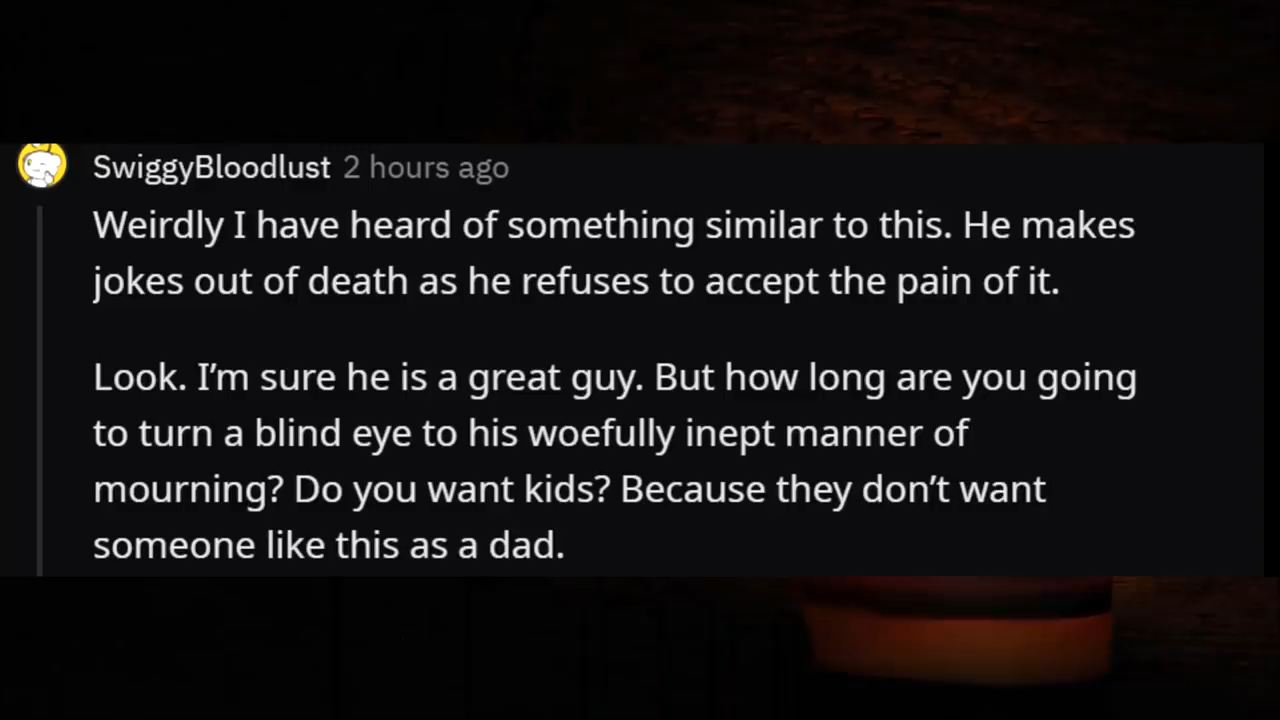 SwiggyBloodlust 2 hours ago
Weirdly I have heard of something similar to this. He makes
jokes out of death as he refuses to accept the pain of it.
Look. I'm sure he is a great guy. But how long are you going
to turn a blind eye to his woefully inept manner of
mourning? Do you want kids? Because they don't want
someone like this as a dad.